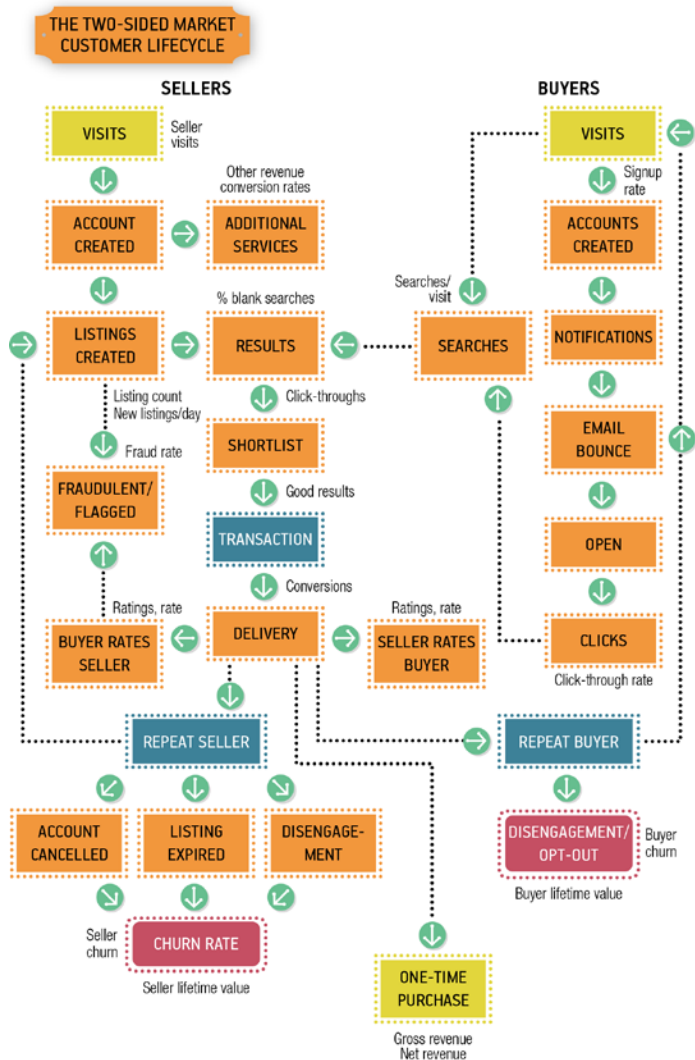 THE TWO-SIDED MARKET
CUSTOMER LIFECYCLE
SELLERS
BUYERS
VISITS
Seller
visits
VISITS
Signup
rate
Other revenue
conversion rates
ACCOUNT
CREATED
ADDITIONAL
SERVICES
ACCOUNTS
CREATED
Searches/
visit
% blank searches
LISTINGS
CREATED
RESULTS
SEARCHES
NOTIFICATIONS
Listing count
New listings/day
Click-throughs
Fraud rate
SHORTLIST
EMAIL
BOUNCE
FRAUDULENT/
FLAGGED
Good results
TRANSACTION
OPEN
Conversions
Ratings, rate
Ratings, rate
BUYER RATES
SELLER
DELIVERY
SELLER RATES
BUYER
CLICKS
Click-through rate
REPEAT SELLER
REPEAT BUYER
ACCOUNT
CANCELLED
LISTING
EXPIRED
DISENGAGE-
MENT
DISENGAGEMENT/
OPT-OUT
Buyer
churn
Buyer lifetime value
Seller
churn
CHURN RATE
Seller lifetime value
ONE-TIME
PURCHASE
Gross revenue
Net revenue